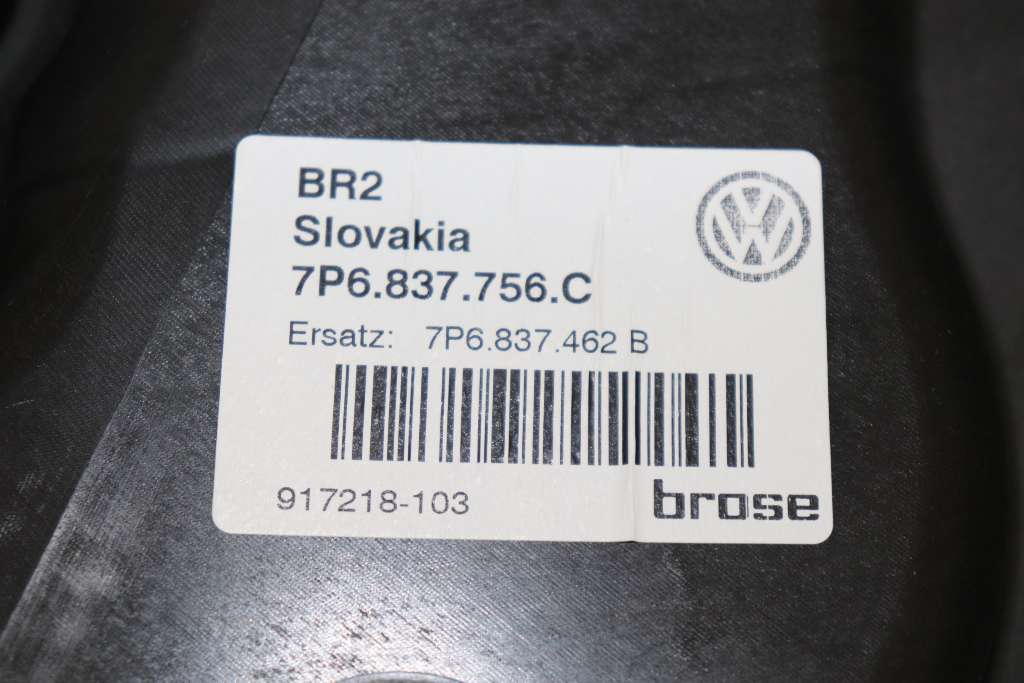 BR2
Slovakia
7P6.837.756.C
Ersatz: 7P6.837.462 B
917218-103
brose